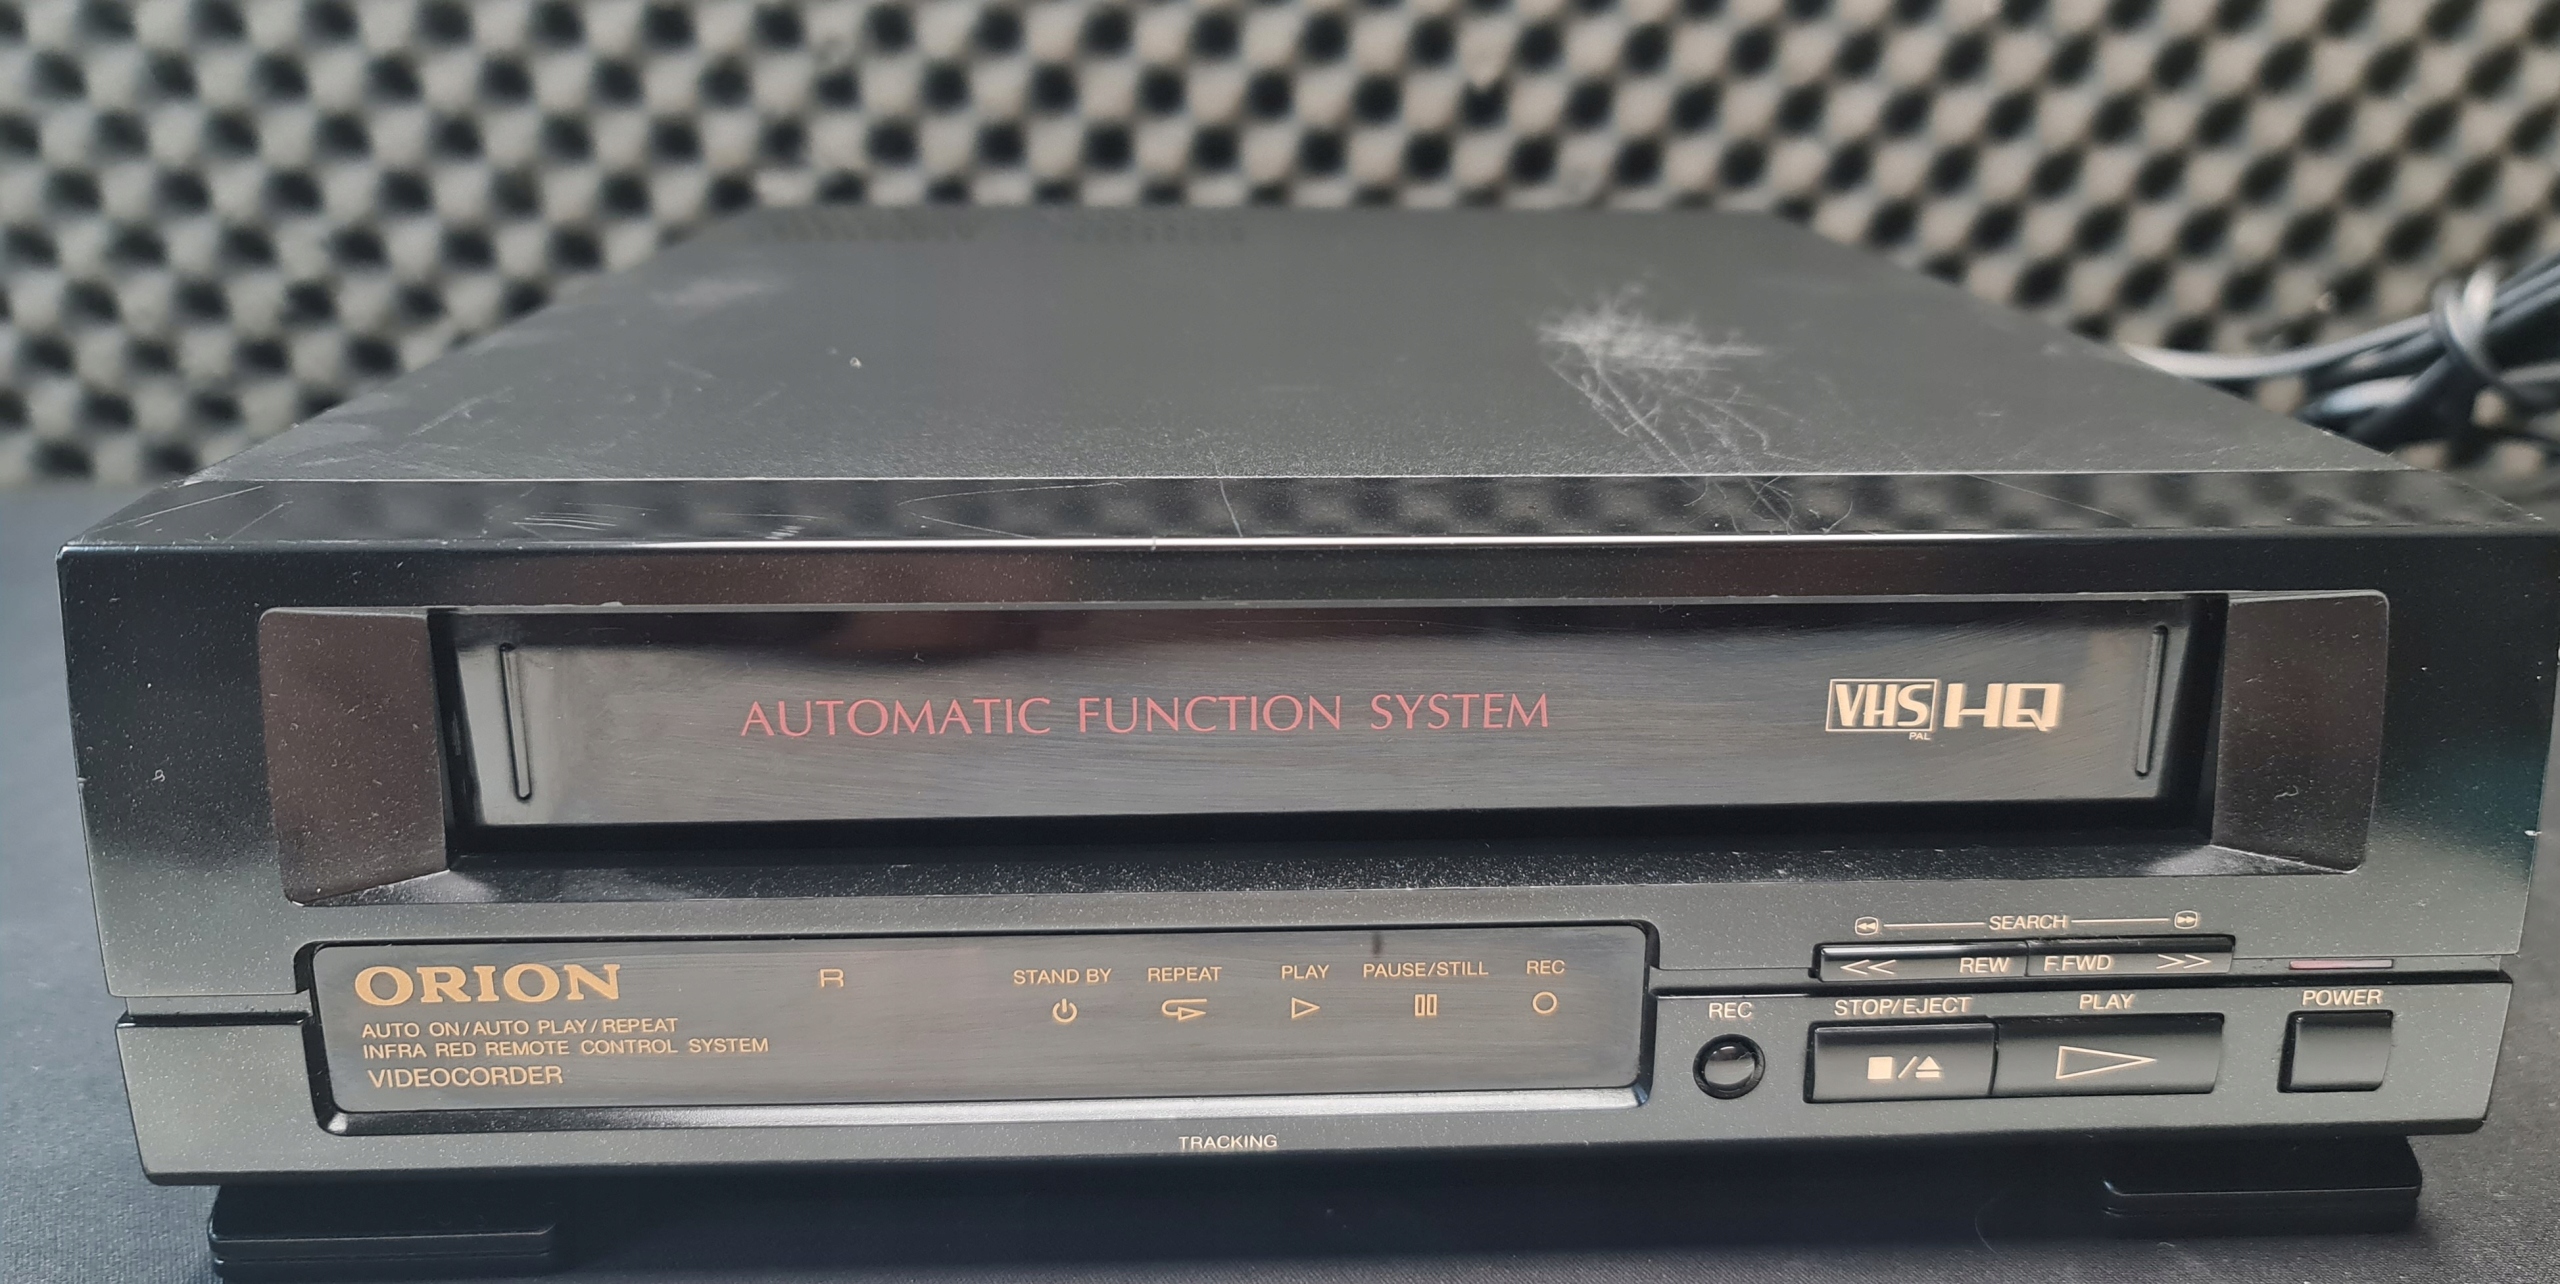 AUTOMATIC FUNCTION SYSTEM
VHS HQ
PAL
SEARCH
REW F.FWD
ORION
R
STAND BY REPEAT PLAY PAUSE/STILL REC
AUTO ON/AUTO PLAY/REPEAT
INFRA RED REMOTE CONTROL SYSTEM
VIDEOCORDER
REC STOP/EJECT PLAY POWER
TRACKING